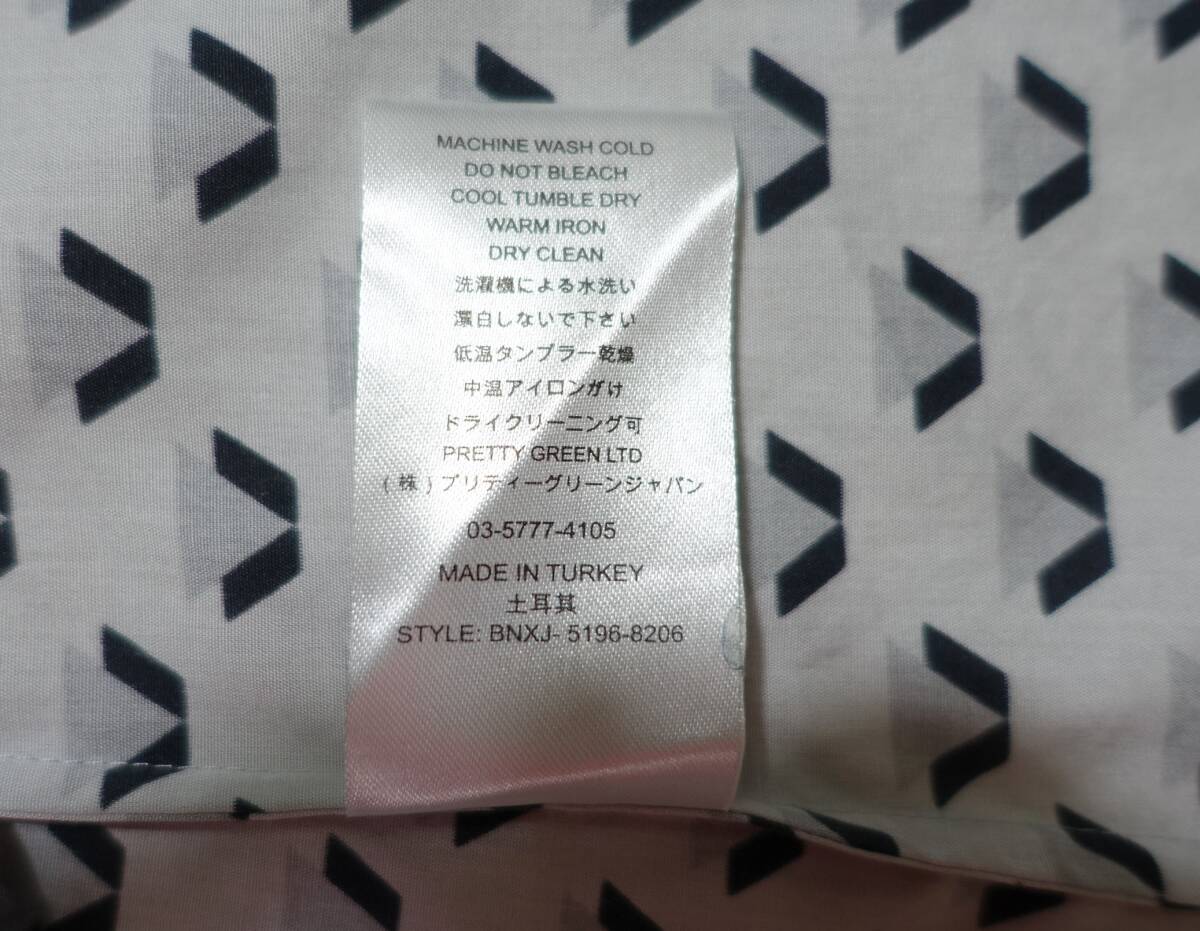 MACHINE WASH COLD
DO NOT BLEACH
COOL TUMBLE DRY
WARM IRON
DRY CLEAN
洗濯機による水洗い
漂白しないで下さい
低温タンブラー乾燥
中温アイロンがけ
ドライクリーニング可
PRETTY GREEN LTD
(株)プリティーグリーンジャパン
03-5777-4105
MADE IN TURKEY
土耳其
STYLE: BNXJ- 5196-8206